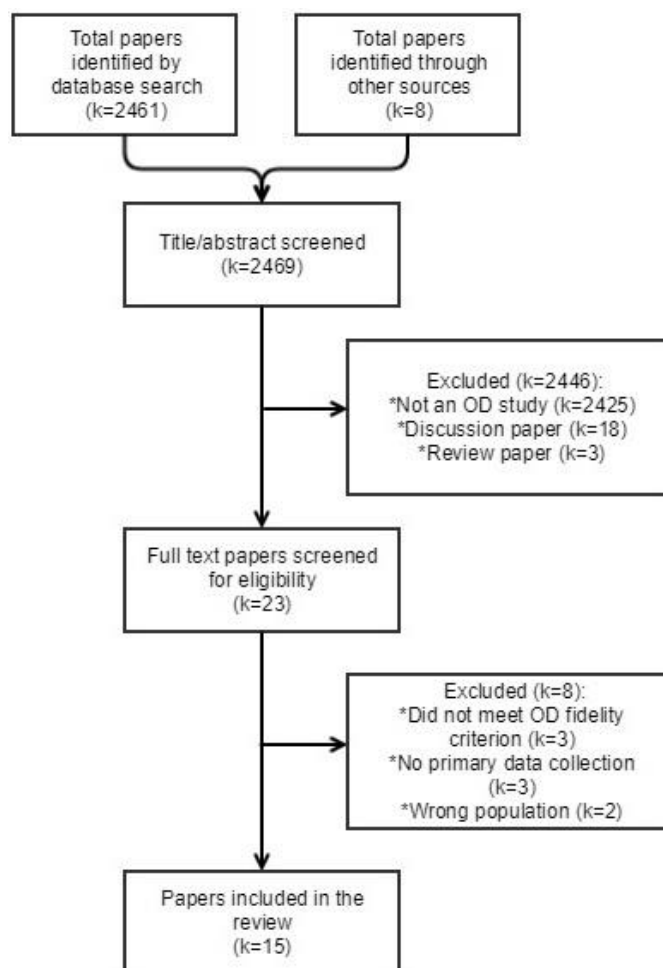 Total papers
identified by
database search
(k=2461)
Total papers
identified through
other sources
(k=8)
Title/abstract screened
(k=2469)
Excluded (k=2446):
*Not an OD study (k=2425)
*Discussion paper (k=18)
*Review paper (k=3)
Full text papers screened
for eligibility
(k=23)
Excluded (k=8):
*Did not meet OD fidelity
criterion (k=3)
*No primary data collection
(k=3)
*Wrong population (k=2)
Papers included in the
review
(k=15)